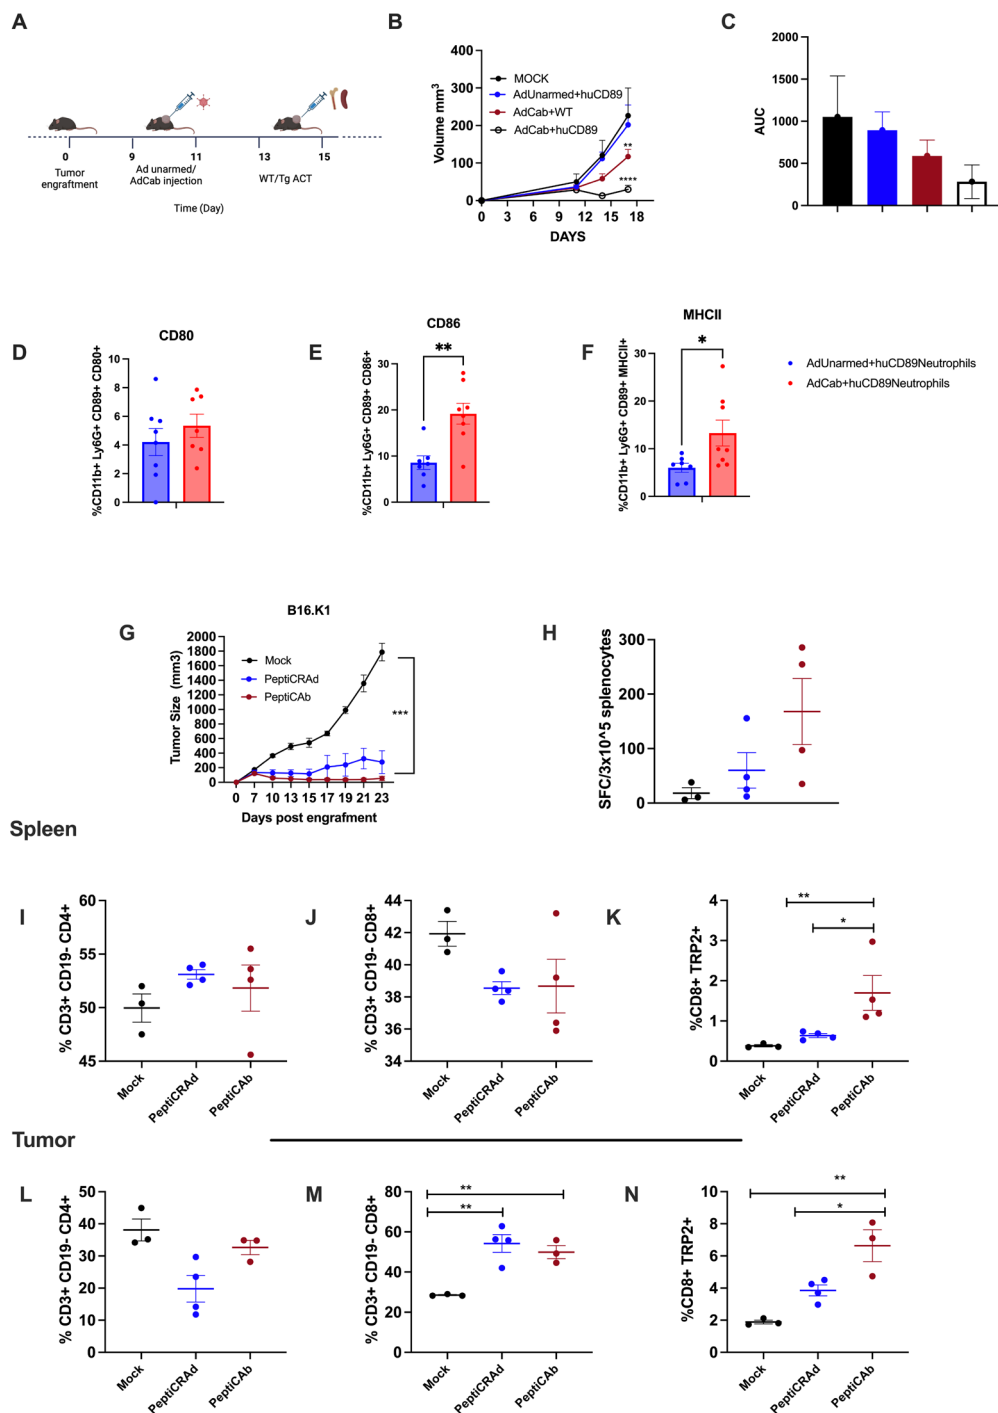 A
0
9
11
13
15
Tumor
engraftment
Ad unarmed/
AdCab injection
WT/Tg ACT
Time (Day)
B
Volume mm³
400
300
200
100
0
MOCK
AdUnarmed+huCD89
AdCab+WT
AdCab+huCD89
**
****
0 3 6 9 12 15 18
DAYS
C
AUC
2000
1500
1000
500
0
D
CD80
%CD11b+ Ly6G+ CD89+ CD80+
10
8
6
4
2
0
E
CD86
%CD11b+ Ly6G+ CD89+ CD86+
30
20
10
0
**
F
MHCII
%CD11b+ Ly6G+ CD89+ MHCII+
30
20
10
0
*
AdUnarmed+huCD89Neutrophils
AdCab+huCD89Neutrophils
G
B16.K1
Tumor Size (mm3)
2000
1800
1600
1400
1200
1000
800
600
400
200
0
Mock
PeptiCRAd
PeptiCAb
***
0 7 10 13 15 17 19 21 23
Days post engrafment
H
SFC/3x10^5 splenocytes
300
200
100
0
Spleen
I
% CD3+ CD19- CD4+
60
55
50
45
Mock
PeptiCRAd
PeptiCAb
J
% CD3+ CD19- CD8+
44
42
40
38
36
34
Mock
PeptiCRAd
PeptiCAb
K
%CD8+ TRP2+
4
3
2
1
0
**
*
Mock
PeptiCRAd
PeptiCAb
Tumor
L
% CD3+ CD19- CD4+
50
40
30
20
10
0
Mock
PeptiCRAd
PeptiCAb
M
% CD3+ CD19- CD8+
80
60
40
20
0
**
**
Mock
PeptiCRAd
PeptiCAb
N
%CD8+ TRP2+
10
8
6
4
2
0
**
*
Mock
PeptiCRAd
PeptiCAb